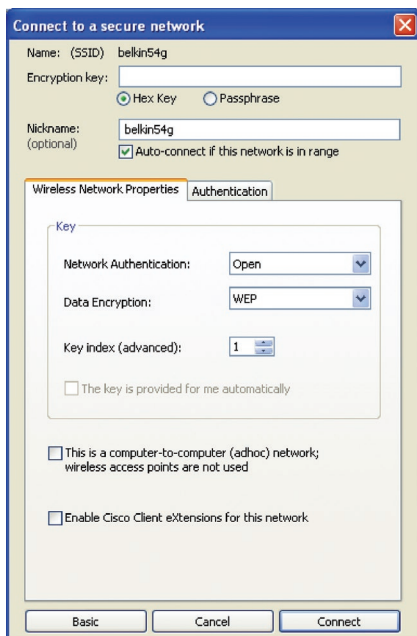 Connect to a secure network
Name: (SSID) belkin54g
Encryption key:
Hex Key Passphrase
Nickname: belkin54g
(optional)
Auto-connect if this network is in range
Wireless Network Properties Authentication
Key
Network Authentication: Open
Data Encryption: WEP
Key index (advanced): 1
The key is provided for me automatically
This is a computer-to-computer (adhoc) network;
wireless access points are not used
Enable Cisco Client eXtensions for this network
Basic Cancel Connect